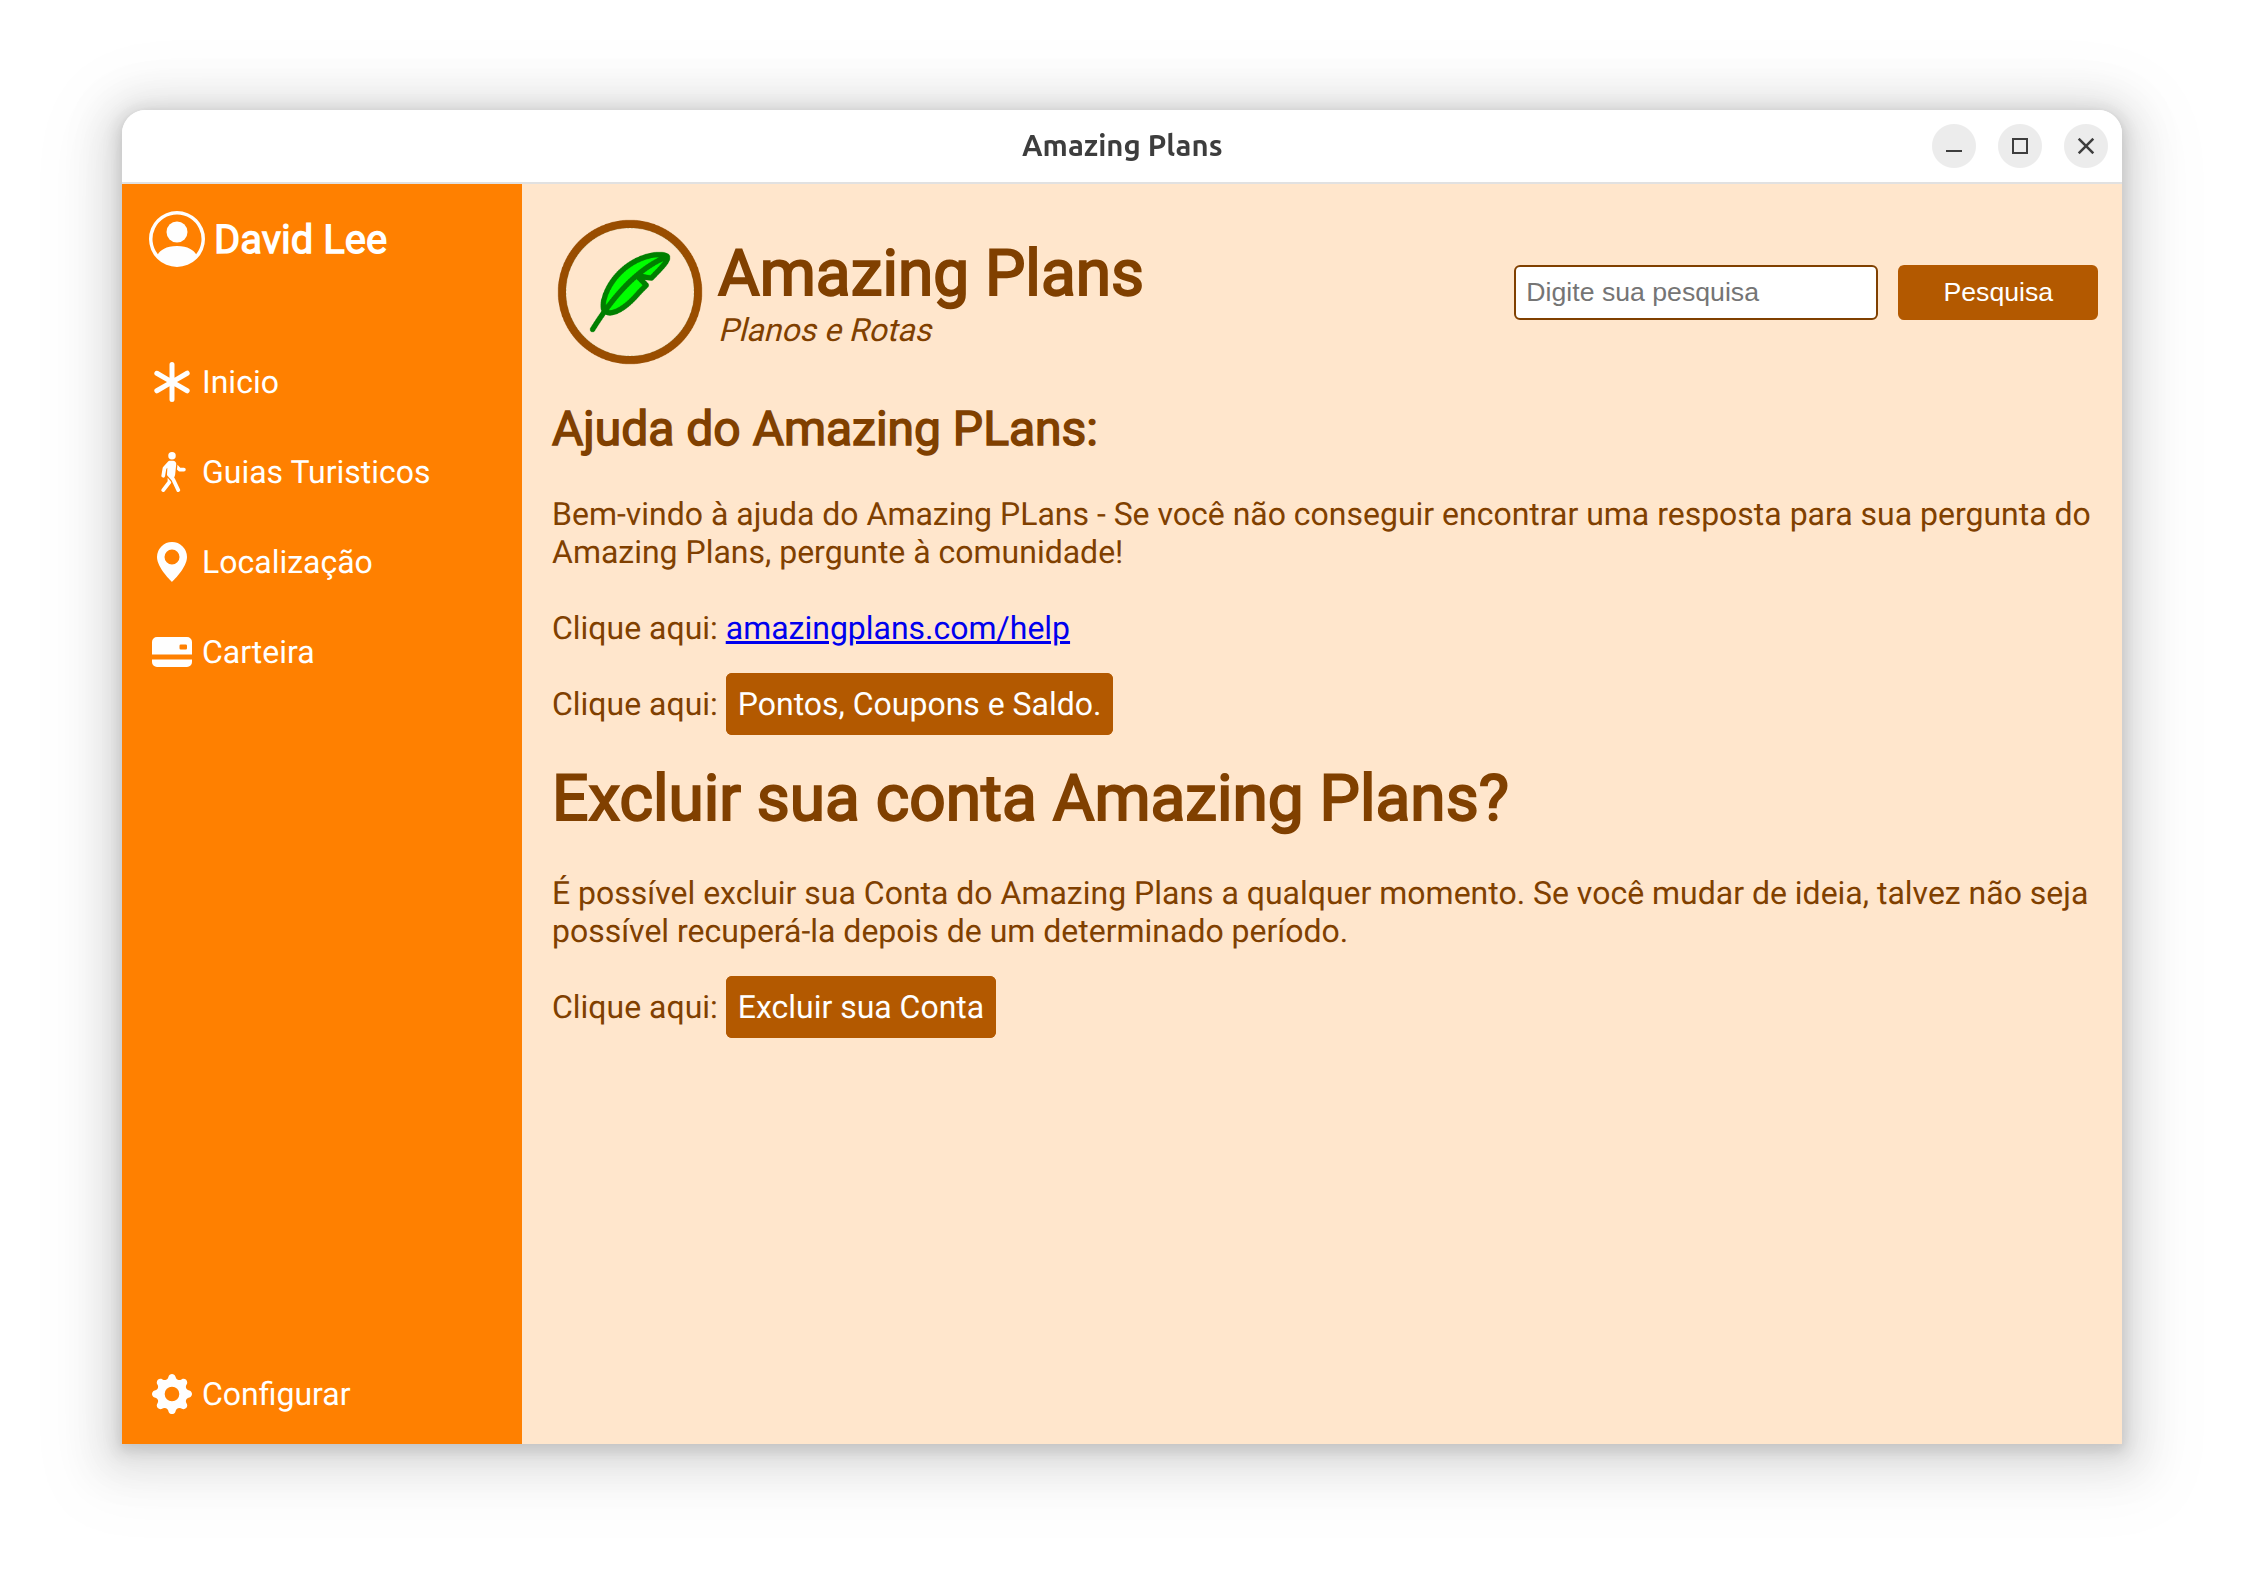 Amazing Plans
David Lee
Inicio
Guias Turisticos
Localização
Carteira
Configurar
Amazing Plans
Planos e Rotas
Digite sua pesquisa
Pesquisa
Ajuda do Amazing PLans:
Bem-vindo à ajuda do Amazing PLans - Se você não conseguir encontrar uma resposta para sua pergunta do
Amazing Plans, pergunte à comunidade!
Clique aqui: amazingplans.com/help
Clique aqui: Pontos, Coupons e Saldo.
Excluir sua conta Amazing Plans?
É possível excluir sua Conta do Amazing Plans a qualquer momento. Se você mudar de ideia, talvez não seja
possível recuperá-la depois de um determinado período.
Clique aqui: Excluir sua Conta